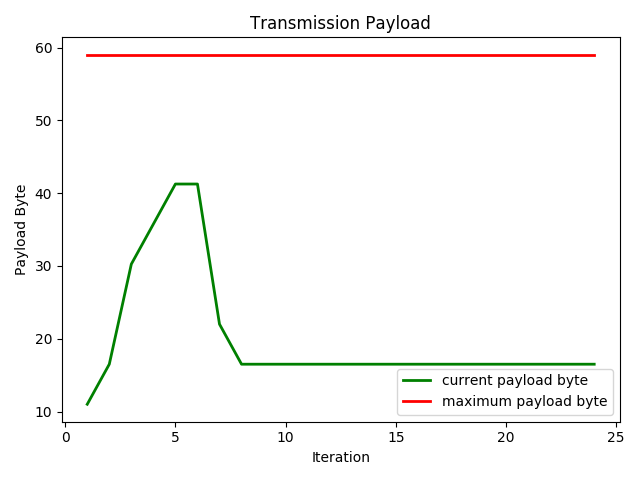 Transmission Payload
60
50
40
30
20
10
Payload Byte
0
5
10
15
20
25
Iteration
current payload byte
maximum payload byte